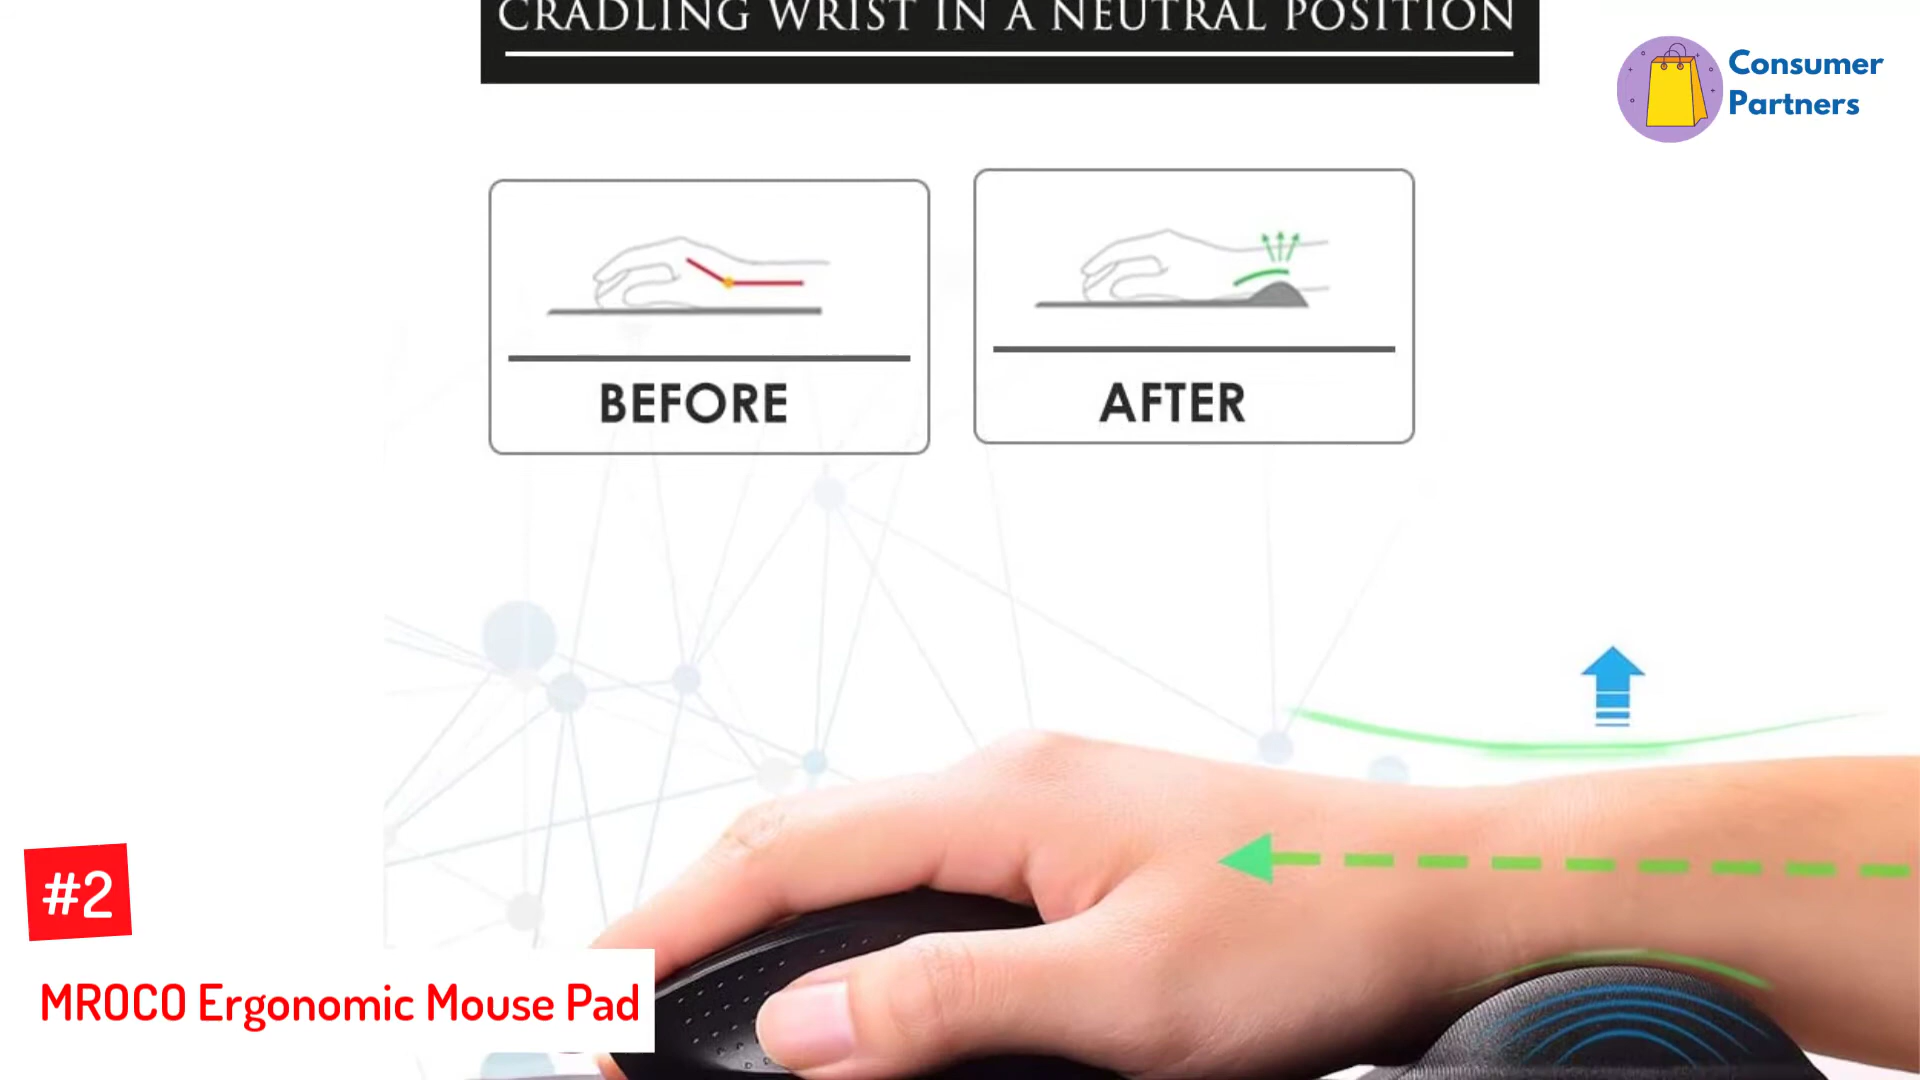 CRADLING WRIST IN A NEUTRAL POSITION
Consumer
Partners
BEFORE
AFTER
#2
MROCO Ergonomic Mouse Pad